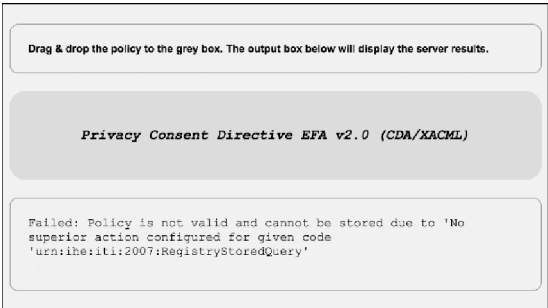 Drag & drop the policy to the grey box. The output box below will display the server results.
Privacy Consent Directive EFA v2.0 (CDA/XACML)
Failed: Policy is not valid and cannot be stored due to 'No
superior action configured for given code
'urn:ihe:iti:2007:RegistryStoredQuery'